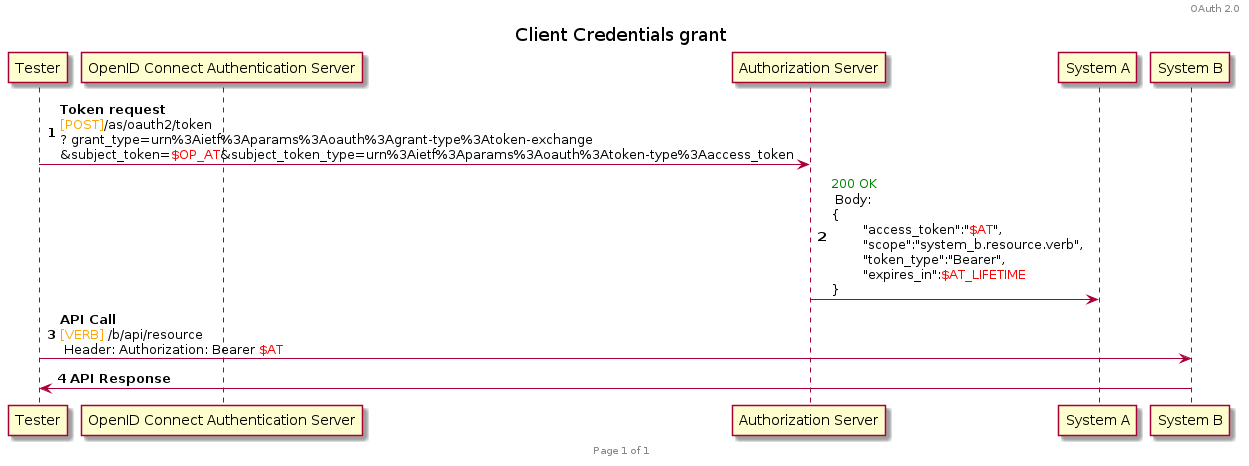 OAuth 2.0
Client Credentials grant
Tester
OpenID Connect Authentication Server
Authorization Server
System A
System B
Token request
1 [POST]/as/oauth2/token
? grant_type=urn%3Aietf%3Aparams%3Aoauth%3Agrant-type%3Atoken-exchange
&subject_token=$OP_AT&subject_token_type=urn%3Aietf%3Aparams%3Aoauth%3Atoken-type%3Aaccess_token
200 OK
Body:
{
"access_token":"$AT",
2 "scope":"system_b.resource.verb",
"token_type":"Bearer",
"expires_in":$AT_LIFETIME
}
API Call
3 [VERB] /b/api/resource
Header: Authorization: Bearer $AT
4 API Response
Tester
OpenID Connect Authentication Server
Authorization Server
System A
System B
Page 1 of 1